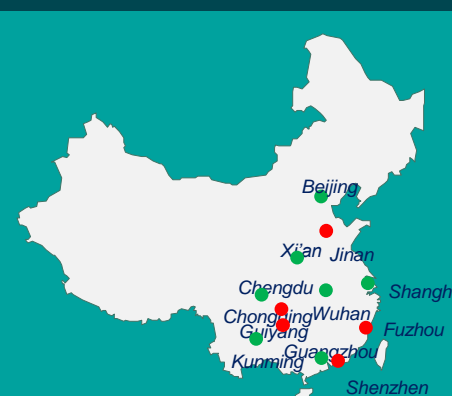 Beijing
Xi'an
Jinan
Chengdu
Shangh
Chongqing
Wuhan
Guiyang
Fuzhou
Guangzhou
Kunming
Shenzhen